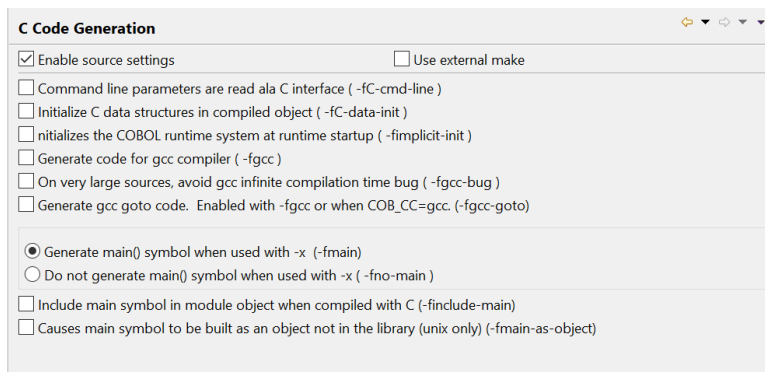 C Code Generation
Enable source settings Use external make
Command line parameters are read ala C interface ( -fC-cmd-line )
Initialize C data structures in compiled object ( -fC-data-init )
nitializes the COBOL runtime system at runtime startup ( -fimplicit-init )
Generate code for gcc compiler ( -fgcc )
On very large sources, avoid gcc infinite compilation time bug ( -fgcc-bug )
Generate gcc goto code.  Enabled with -fgcc or when COB_CC=gcc. (-fgcc-goto)
Generate main() symbol when used with -x  (-fmain)
Do not generate main() symbol when used with -x ( -fno-main )
Include main symbol in module object when compiled with C (-finclude-main)
Causes main symbol to be built as an object not in the library (unix only) (-fmain-as-object)